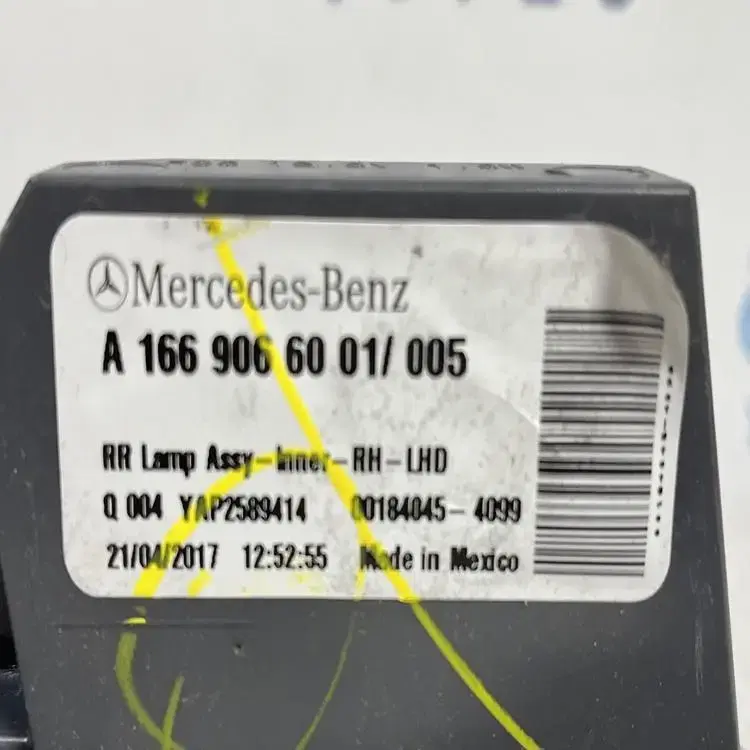 Mercedes-Benz
A 166 906 60 01/ 005
RR Lamp Assy-Inner-RH-LHD
Q 004 YAP2589414 00184045-4099
21/04/2017 12:52:55 Made in Mexico